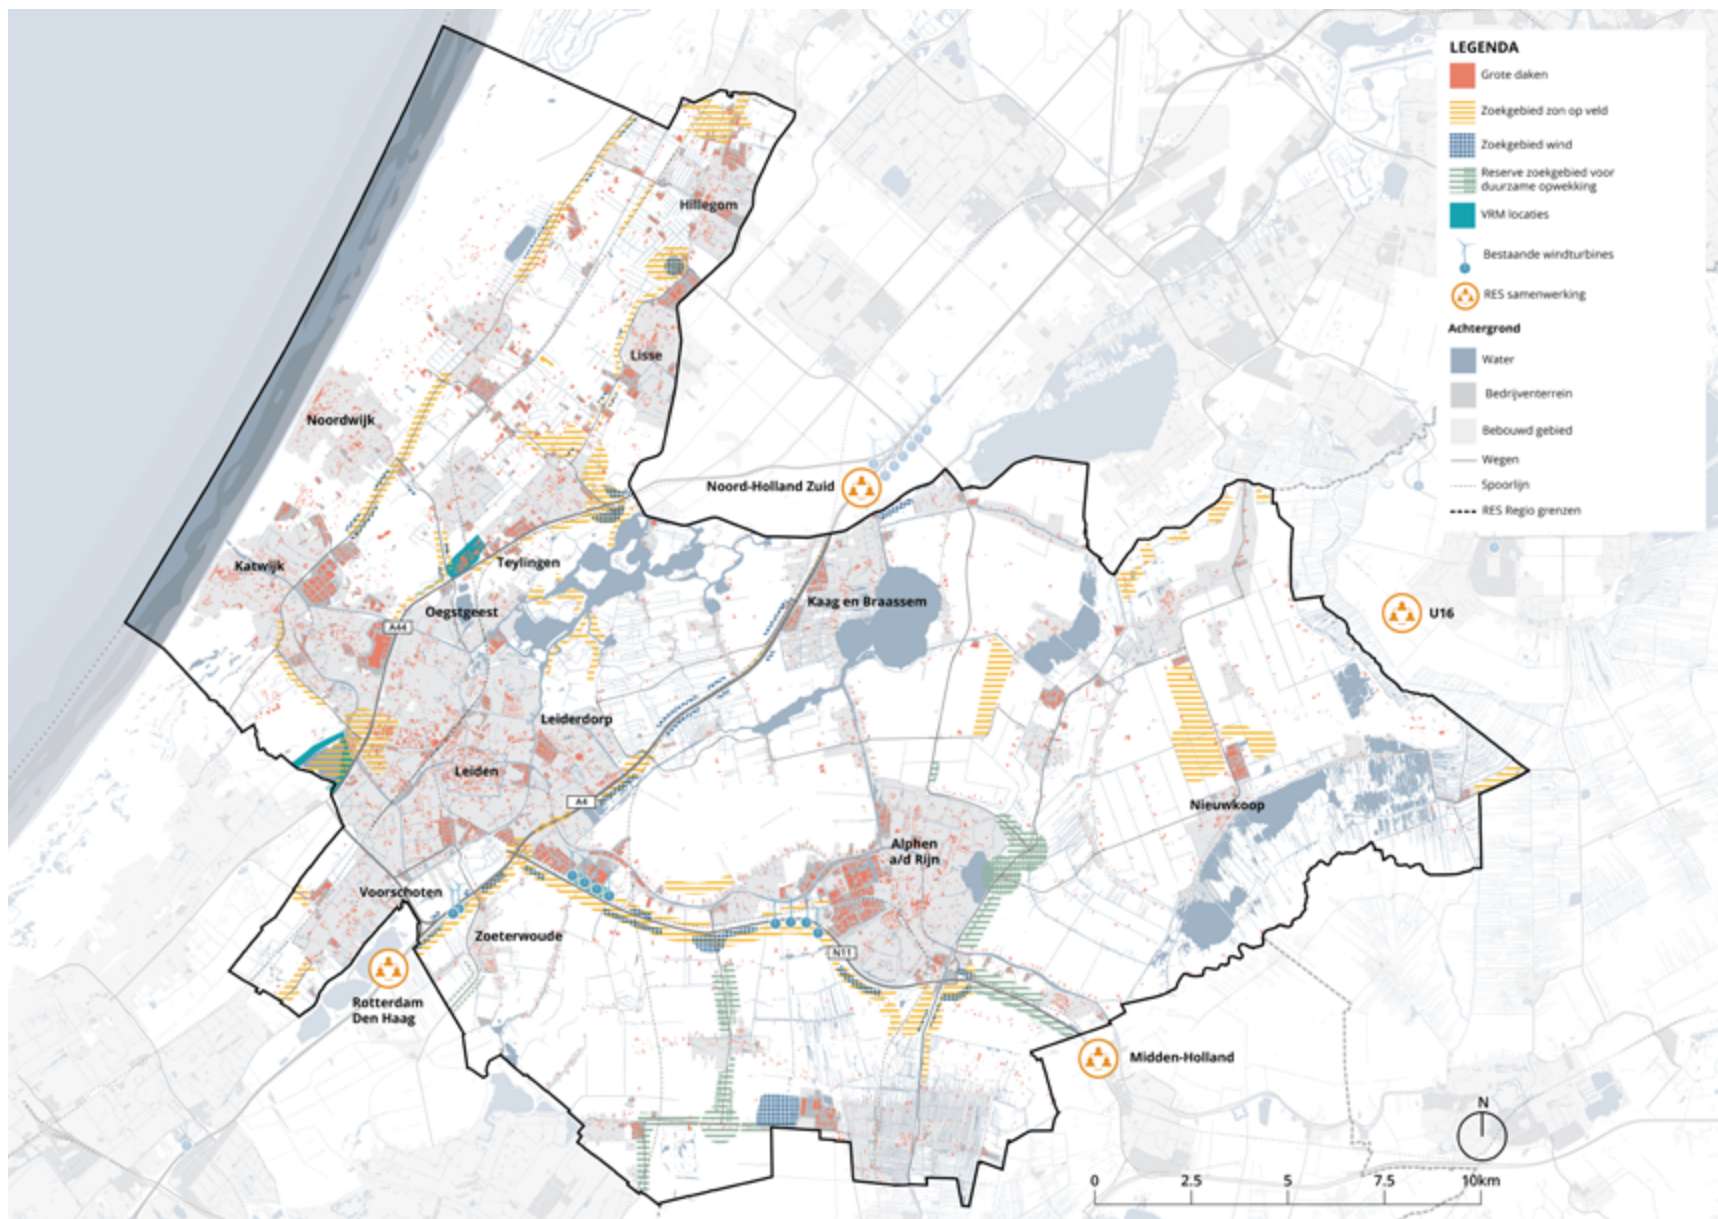 LEGENDA
Grote daken
Zoekgebied zon op veld
Zoekgebied wind
Reserve zoekgebied voor
duurzame opwekking
VRM locaties
Bestaande windturbines
RES samenwerking
Achtergrond
Water
Bedrijventerrein
Bebouwd gebied
Wegen
Spoorlijn
RES Regio grenzen
Hillegom
Lisse
Noordwijk
Noord-Holland Zuid
Katwijk
Teylingen
Oegstgeest
Kaag en Braassem
U16
A44
Leiderdorp
Leiden
A4
Nieuwkoop
Alphen
a/d Rijn
Voorschoten
Zoeterwoude
N11
Rotterdam
Den Haag
Midden-Holland
N
0 2.5 5 7.5 10km